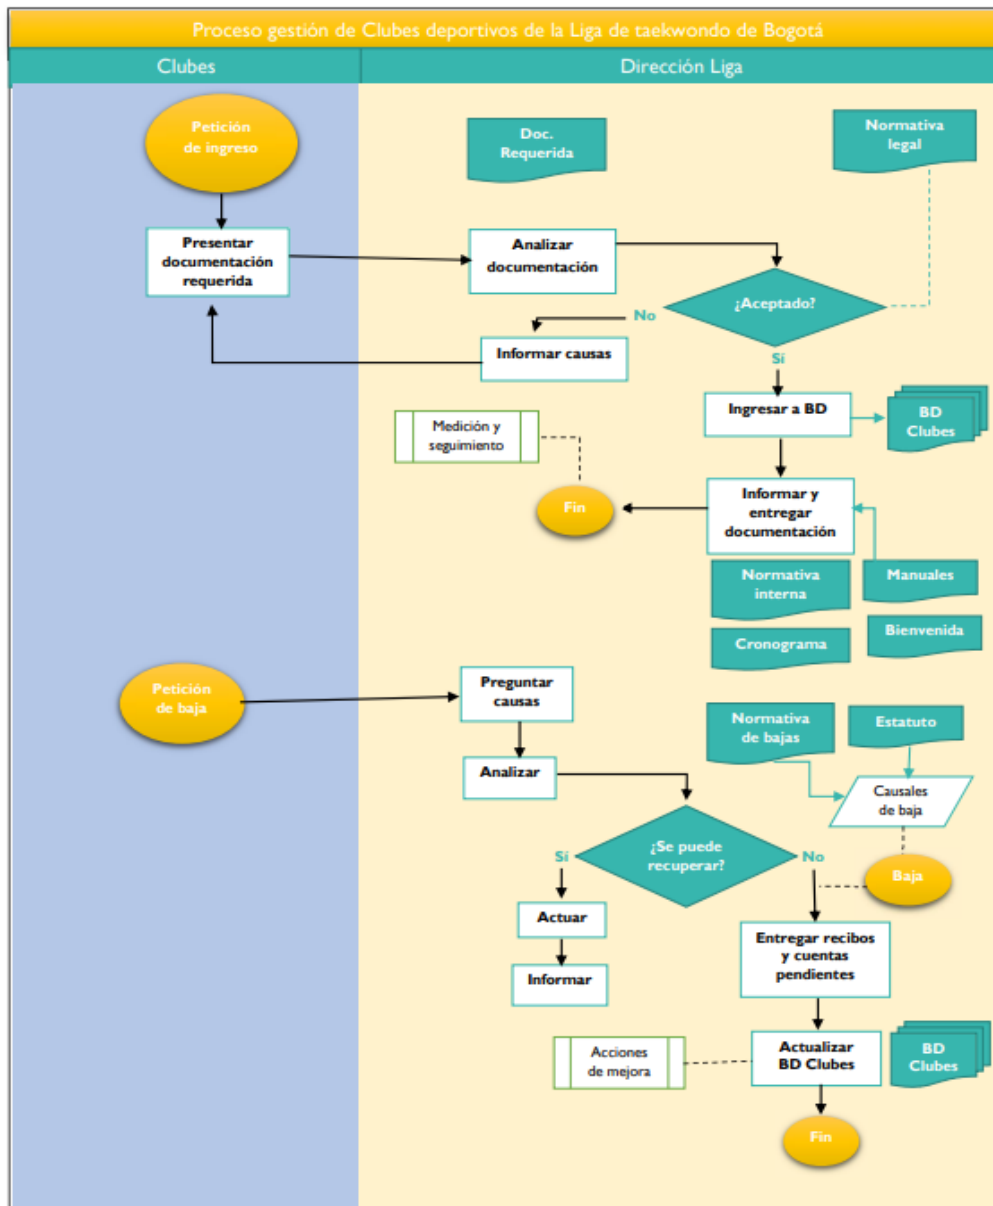 Proceso gestión de Clubes deportivos de la Liga de taekwondo de Bogotá
Clubes
Dirección Liga
Petición
de ingreso
Doc.
Requerida
Normativa
legal
Presentar
documentación
requerida
Analizar
documentación
¿Aceptado?
No
Informar causas
Sí
Ingresar a BD
BD
Clubes
Medición y
seguimiento
Fin
Informar y
entregar
documentación
Normativa
interna
Manuales
Cronograma
Bienvenida
Petición
de baja
Preguntar
causas
Normativa
de bajas
Estatuto
Analizar
Causales
de baja
¿Se puede
recuperar?
Sí
No
Baja
Actuar
Entregar recibos
y cuentas
pendientes
Informar
Acciones
de mejora
Actualizar
BD Clubes
BD
Clubes
Fin